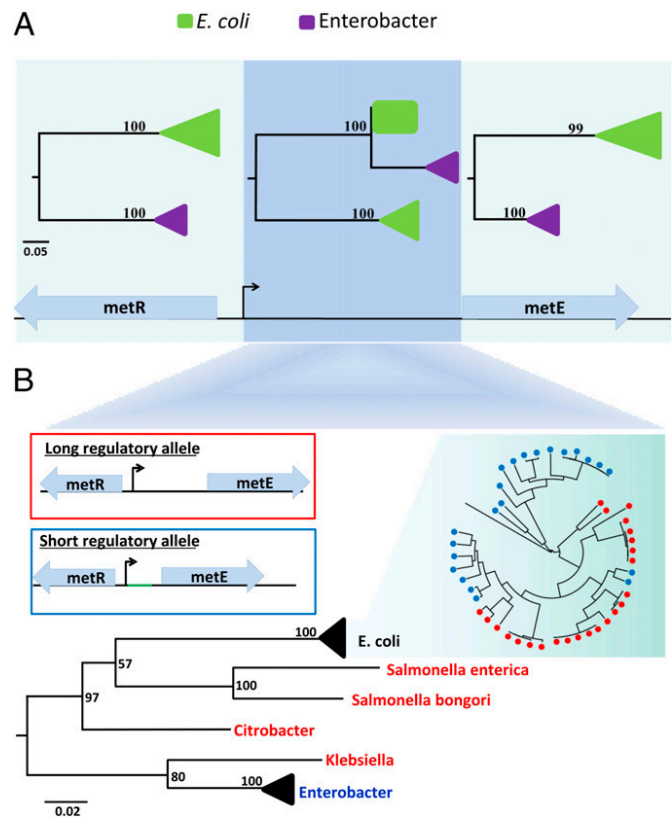 A
E. coli
Enterobacter
100
100
0.05
100
100
99
100
metR
metE
B
Long regulatory allele
metR
metE
Short regulatory allele
metR
metE
100
E. coli
57
Salmonella enterica
100
Salmonella bongori
97
Citrobacter
Klebsiella
80
100
Enterobacter
0.02